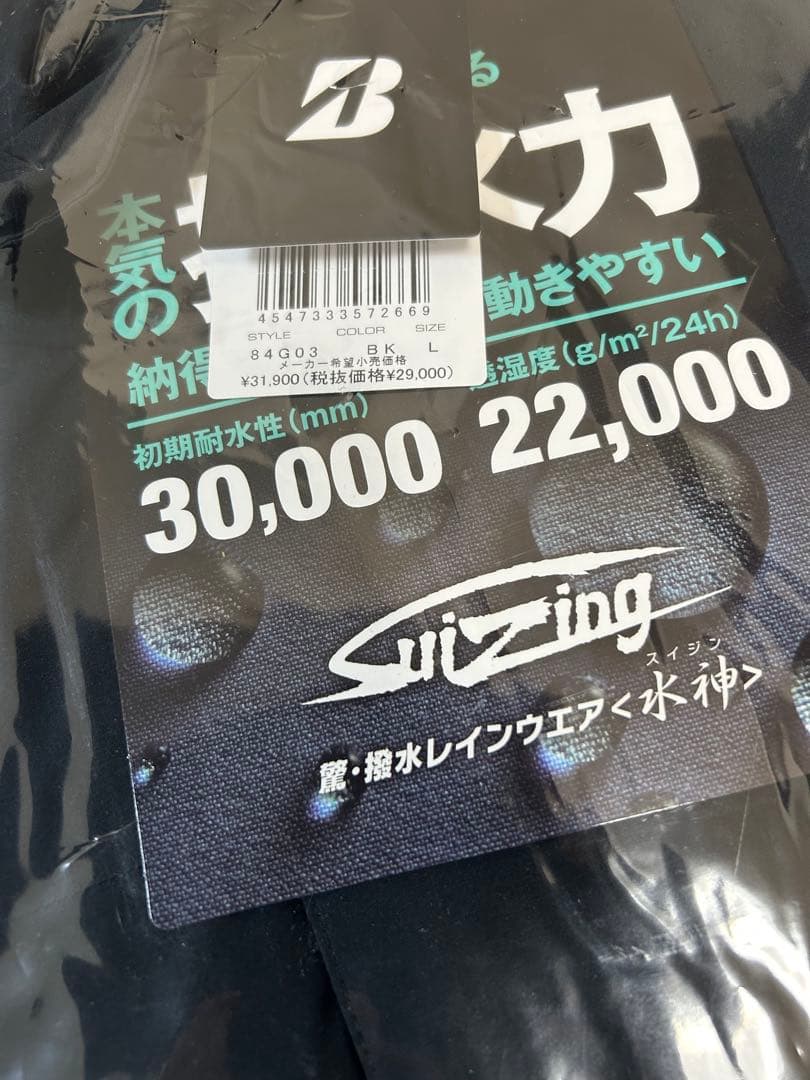 る
本気の
水力
動きやすい
納得
4547333572669
STYLE COLOR SIZE
84G03 BK L
メーカー希望小売価格
¥31,900(税抜価格¥29,000)
初期耐水性(mm)
透湿度(g/m²/24h)
30,000
22,000
SuiZing
スイジン
驚・撥水レインウエア<水神>